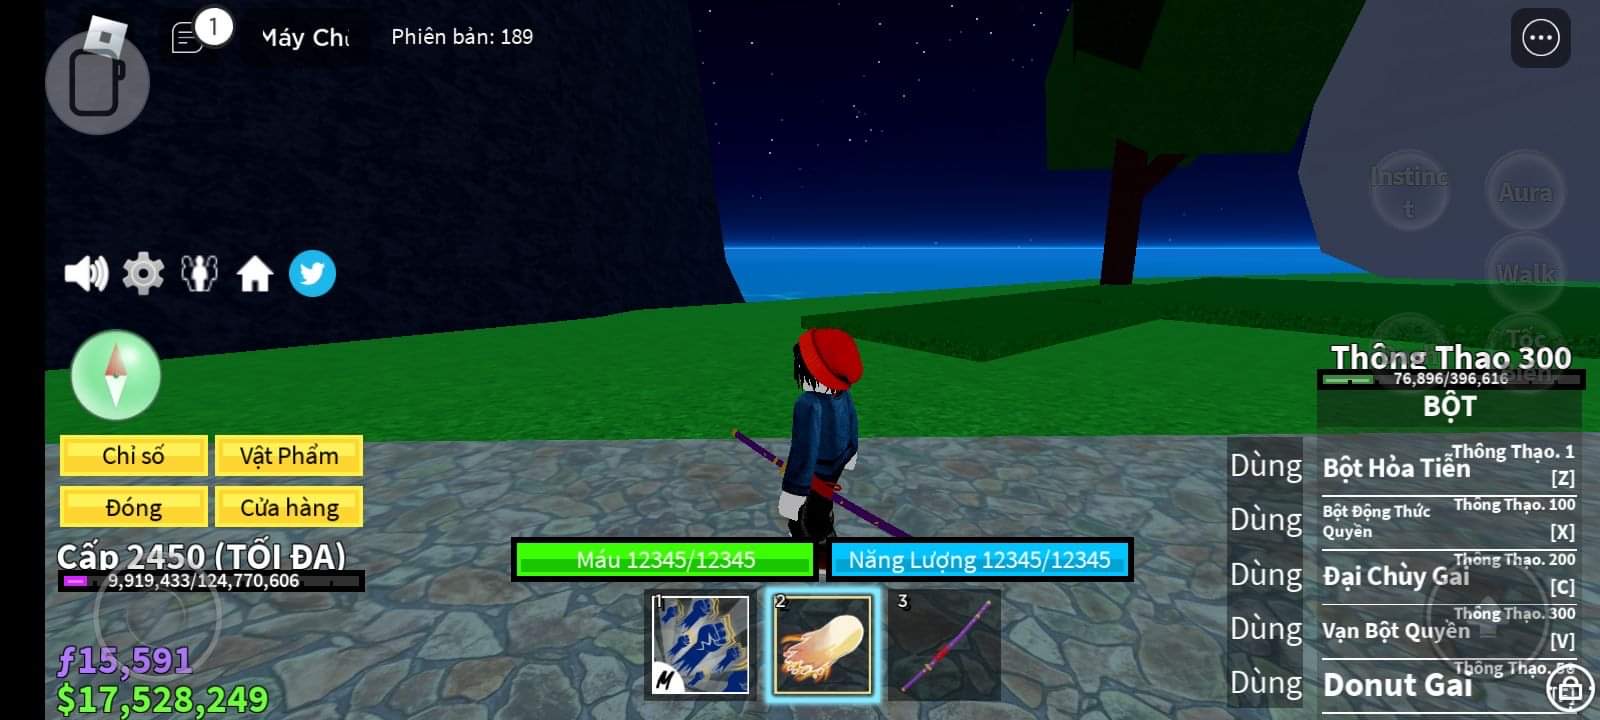 1
Máy Chủ
Phiên bản: 189
Instinc
t
Aura
Walk
Tốc
Thông Thạo 300
76,896/396,616
BỘT
Chỉ số
Vật Phẩm
Đóng
Cửa hàng
Cấp 2450 (TỐI ĐA)
9,919,433/124,770,606
ƒ15,591
$17,528,249
Máu 12345/12345
Năng Lượng 12345/12345
1
2
3
M
Dùng
Bột Hỏa Tiễn
Thông Thạo. 1
[Z]
Dùng
Bột Động Thức
Quyền
Thông Thạo. 100
[X]
Dùng
Đại Chùy Gai
Thông Thạo. 200
[C]
Dùng
Vạn Bột Quyền
Thông Thạo. 300
[V]
Dùng
Donut Gai
Thông Thạo.